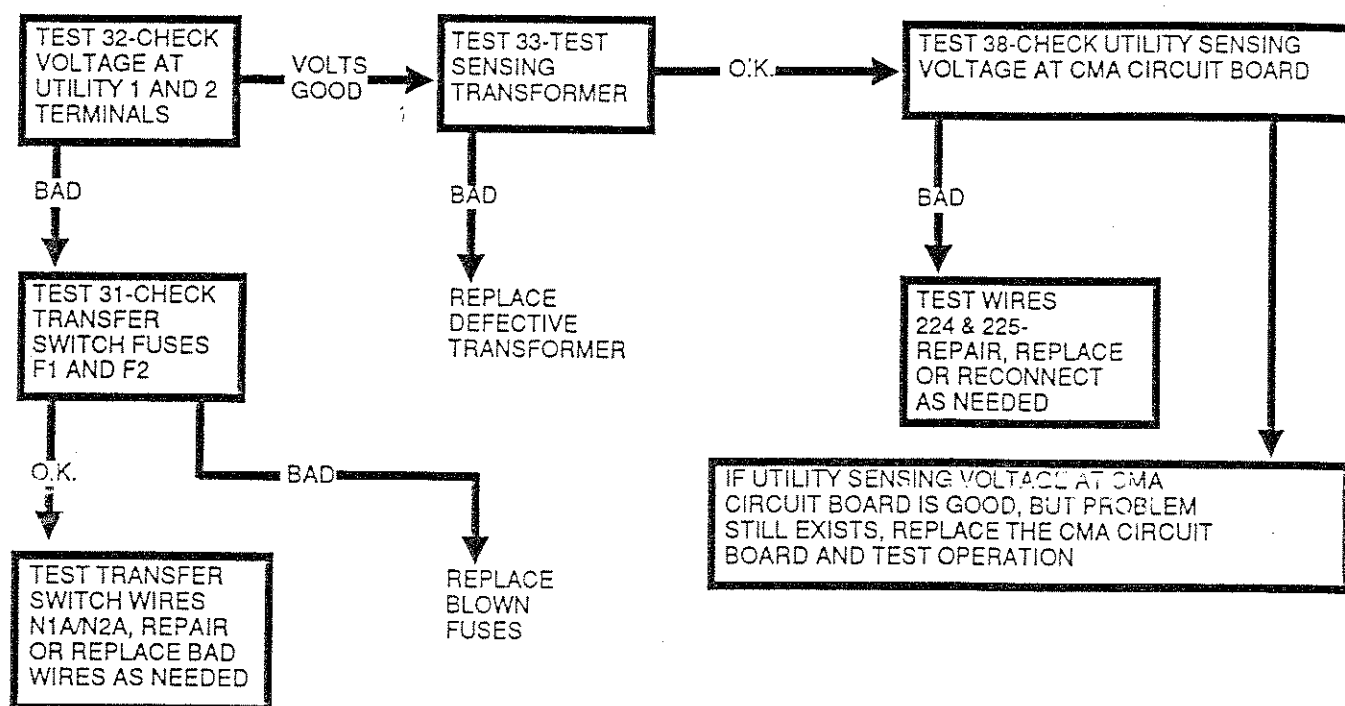 TEST 32-CHECK
VOLTAGE AT
UTILITY 1 AND 2
TERMINALS
VOLTS
GOOD
TEST 33-TEST
SENSING
TRANSFORMER
O.K.
TEST 38-CHECK UTILITY SENSING
VOLTAGE AT CMA CIRCUIT BOARD
BAD
BAD
BAD
TEST 31-CHECK
TRANSFER
SWITCH FUSES
F1 AND F2
REPLACE
DEFECTIVE
TRANSFORMER
TEST WIRES
224 & 225-
REPAIR, REPLACE
OR RECONNECT
AS NEEDED
O.K.
BAD
IF UTILITY SENSING VOLTAGE AT CMA
CIRCUIT BOARD IS GOOD, BUT PROBLEM
STILL EXISTS, REPLACE THE CMA CIRCUIT
BOARD AND TEST OPERATION
TEST TRANSFER
SWITCH WIRES
N1A/N2A, REPAIR
OR REPLACE BAD
WIRES AS NEEDED
REPLACE
BLOWN
FUSES